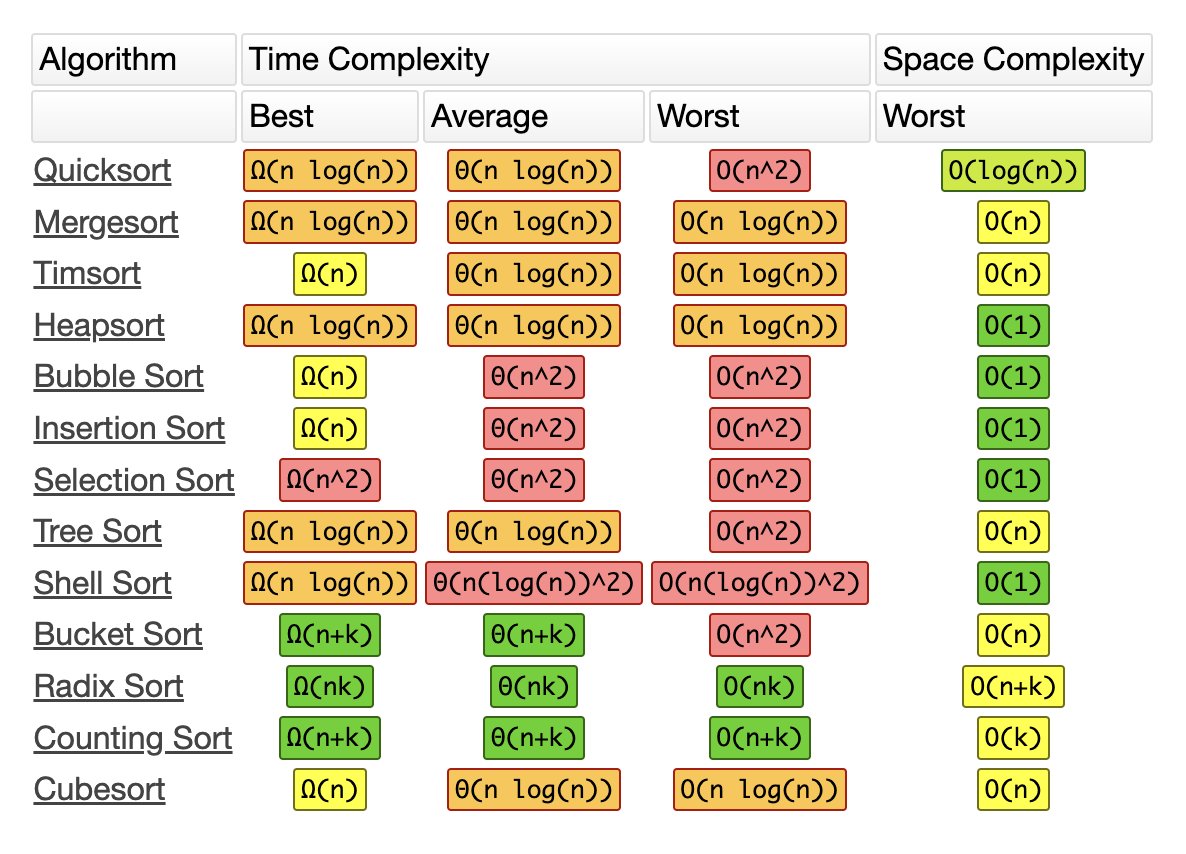 Algorithm Time Complexity Space Complexity
Best Average Worst Worst
Quicksort Ω(n log(n)) Θ(n log(n)) O(n^2) O(log(n))
Mergesort Ω(n log(n)) Θ(n log(n)) O(n log(n)) O(n)
Timsort Ω(n) Θ(n log(n)) O(n log(n)) O(n)
Heapsort Ω(n log(n)) Θ(n log(n)) O(n log(n)) O(1)
Bubble Sort Ω(n) Θ(n^2) O(n^2) O(1)
Insertion Sort Ω(n) Θ(n^2) O(n^2) O(1)
Selection Sort Ω(n^2) Θ(n^2) O(n^2) O(1)
Tree Sort Ω(n log(n)) Θ(n log(n)) O(n^2) O(n)
Shell Sort Ω(n log(n)) Θ(n(log(n))^2) O(n(log(n))^2) O(1)
Bucket Sort Ω(n+k) Θ(n+k) O(n^2) O(n)
Radix Sort Ω(nk) Θ(nk) O(nk) O(n+k)
Counting Sort Ω(n+k) Θ(n+k) O(n+k) O(k)
Cubesort Ω(n) Θ(n log(n)) O(n log(n)) O(n)